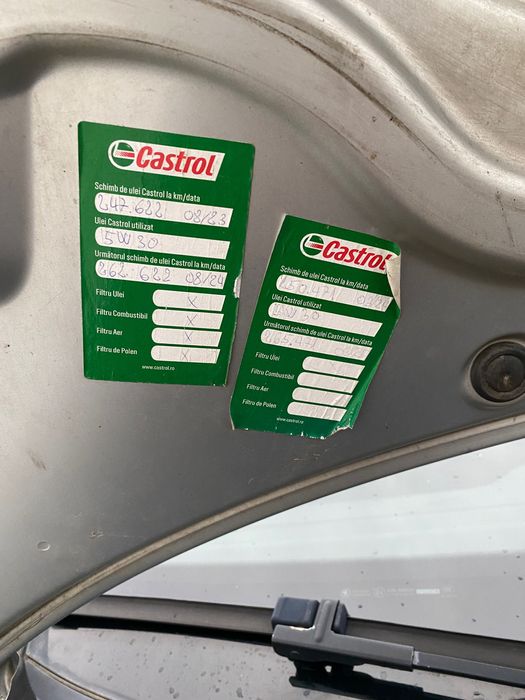 Castrol
Schimb de ulei Castrol la km/data
247.622 08/23
Ulei Castrol utilizat
5W30
Următorul schimb de ulei Castrol la km/data
262.622 08/24
Filtru Ulei X
Filtru Combustibil X
Filtru Aer X
Filtru de Polen X
www.castrol.ro
Castrol
Schimb de ulei Castrol la km/data
Ulei Castrol utilizat
5W30
Următorul schimb de ulei Castrol la km/data
Filtru Ulei
Filtru Combustibil
Filtru Aer
Filtru de Polen
www.castrol.ro